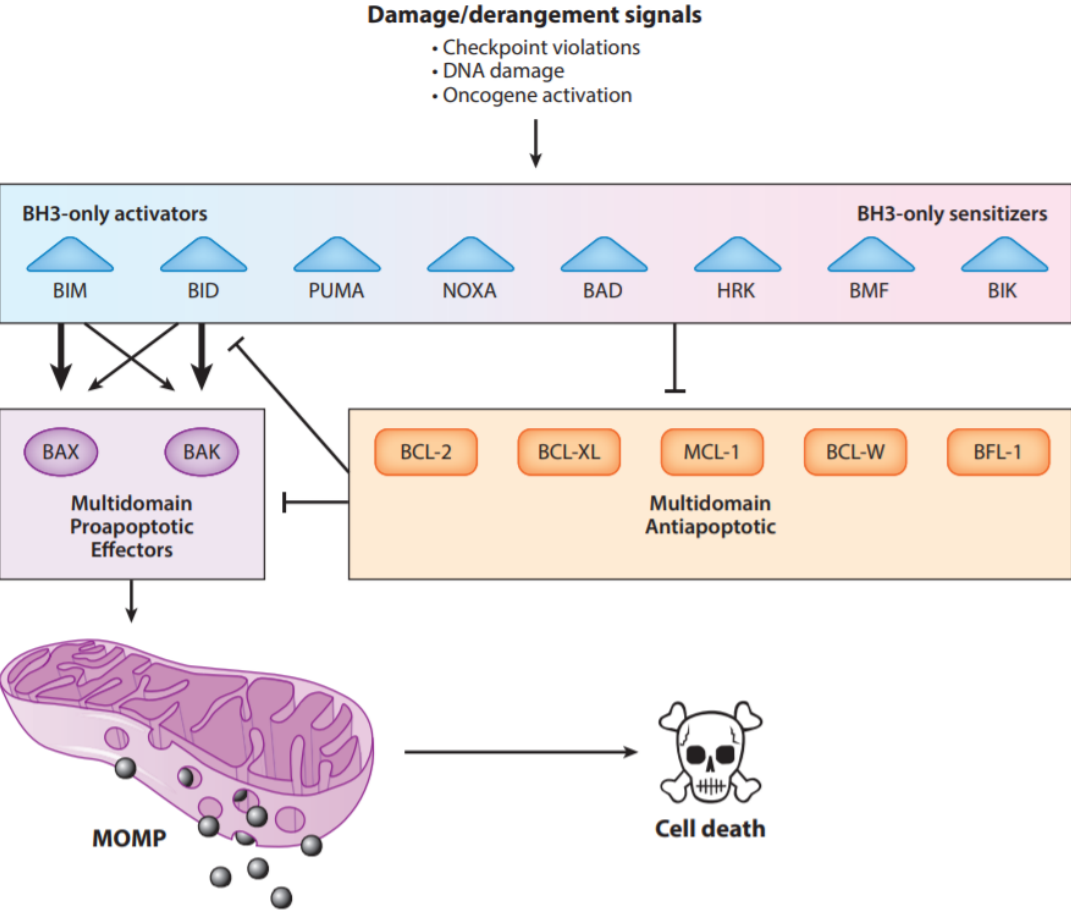 Damage/derangement signals
• Checkpoint violations
• DNA damage
• Oncogene activation
BH3-only activators
BH3-only sensitizers
BIM
BID
PUMA
NOXA
BAD
HRK
BMF
BIK
BAX
BAK
Multidomain
Proapoptotic
Effectors
BCL-2
BCL-XL
MCL-1
BCL-W
BFL-1
Multidomain
Antiapoptotic
MOMP
Cell death